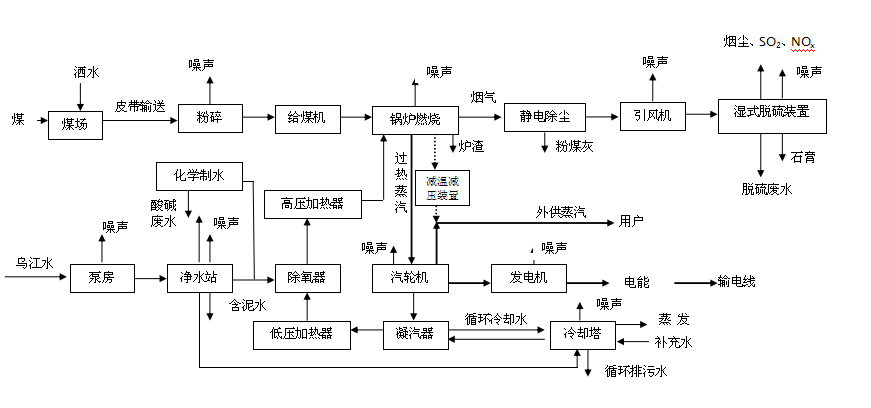 烟尘、SO₂、NOₓ
噪声
洒水
噪声
噪声
噪声
煤
煤场
皮带输送
粉碎
给煤机
锅炉燃烧
烟气
静电除尘
引风机
湿式脱硫装置
炉渣
粉煤灰
石膏
脱硫废水
化学制水
过热蒸汽
减温减
压装置
酸碱
废水
噪声
高压加热器
外供蒸汽
用户
噪声
噪声
噪声
乌江水
泵房
净水站
除氧器
汽轮机
发电机
电能
输电线
含泥水
噪声
低压加热器
凝汽器
循环冷却水
冷却塔
蒸发
补充水
循环排污水